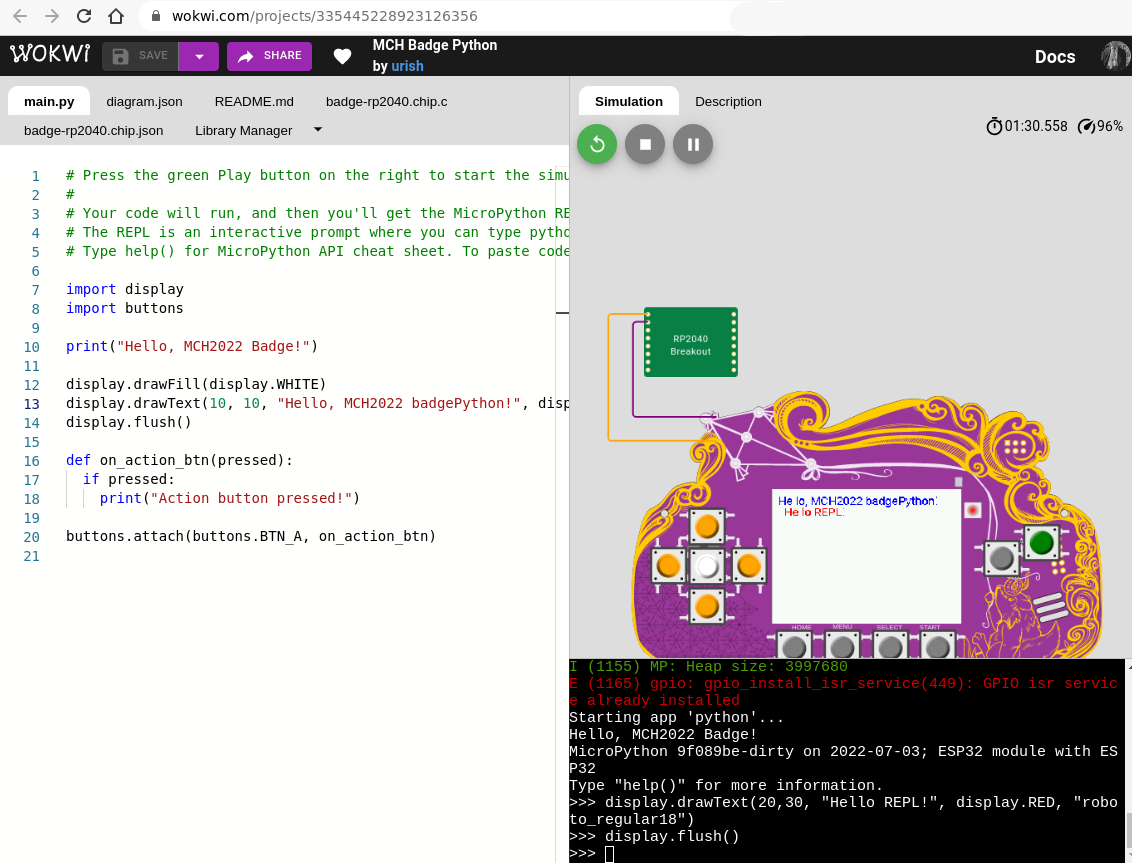 wokwi.com/projects/335445228923126356
WOKWi
SAVE
SHARE
MCH Badge Python
by urish
Docs
main.py
diagram.json
README.md
badge-rp2040.chip.c
badge-rp2040.chip.json
Library Manager
1 # Press the green Play button on the right to start the simu
2 #
3 # Your code will run, and then you'll get the MicroPython RE
4 # The REPL is an interactive prompt where you can type pytho
5 # Type help() for MicroPython API cheat sheet. To paste code
6
7 import display
8 import buttons
9
10 print("Hello, MCH2022 Badge!")
11
12 display.drawFill(display.WHITE)
13 display.drawText(10, 10, "Hello, MCH2022 badgePython!", disp
14 display.flush()
15
16 def on_action_btn(pressed):
17 if pressed:
18 print("Action button pressed!")
19
20 buttons.attach(buttons.BTN_A, on_action_btn)
21
Simulation
Description
01:30.558
96%
RP2040
Breakout
Hello, MCH2022 badgePython!
Hello REPL!
HOME
MENU
SELECT
START
I (1155) MP: Heap size: 3997680
E (1165) gpio: gpio_install_isr_service(449): GPIO isr servic
e already installed
Starting app 'python'...
Hello, MCH2022 Badge!
MicroPython 9f089be-dirty on 2022-07-03; ESP32 module with ES
P32
Type "help()" for more information.
>>> display.drawText(20,30, "Hello REPL!", display.RED, "robo
to_regular18")
>>> display.flush()
>>>